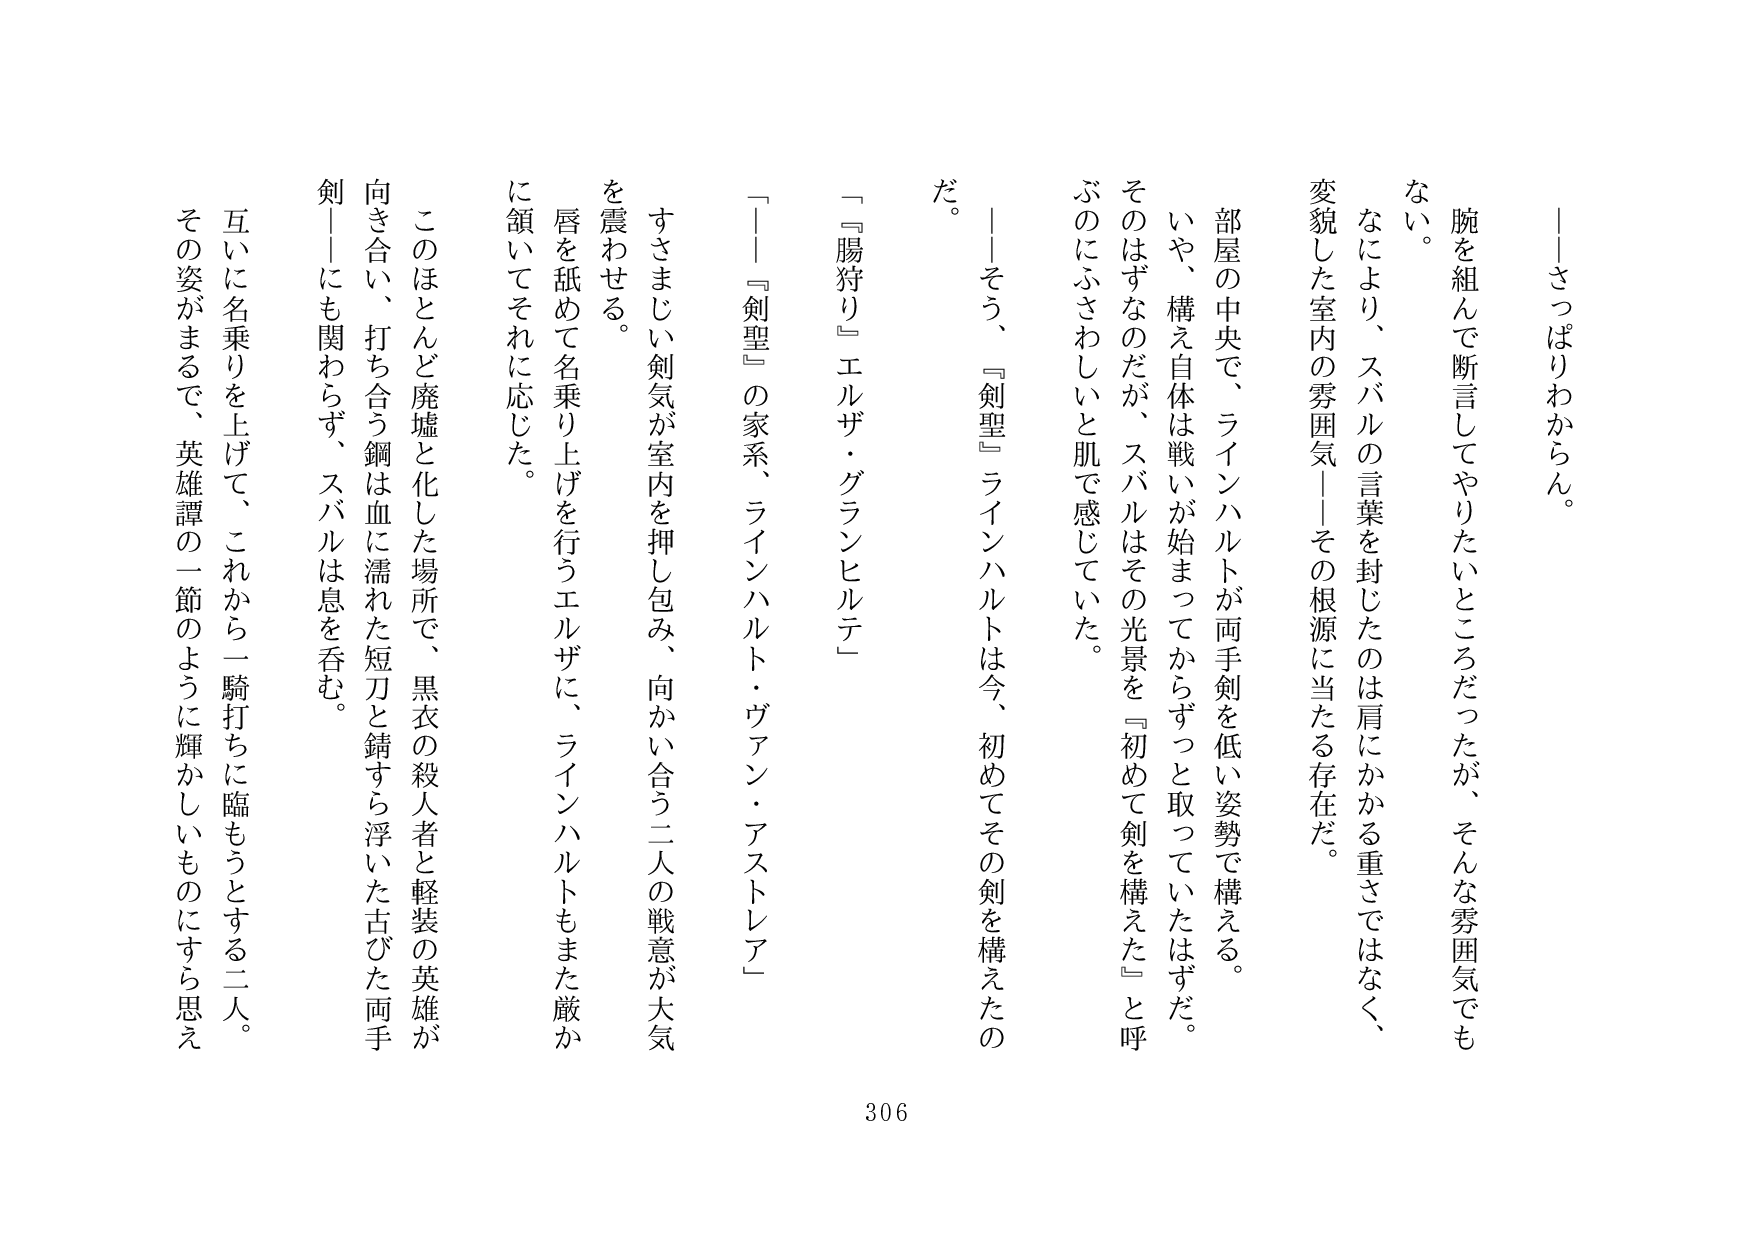 ――さっぱりわからん。
腕を組んで断言してやりたいところだったが、そんな雰囲気でも
ない。
なにより、スバルの言葉を封じたのは肩にかかる重さではなく、
変貌した室内の雰囲気――その根源に当たる存在だ。
部屋の中央で、ラインハルトが両手剣を低い姿勢で構える。
いや、構え自体は戦いが始まってからずっと取っていたはずだ。
そのはずなのだが、スバルはその光景を『初めて剣を構えた』と呼
ぶのにふさわしいと肌で感じていた。
――そう、『剣聖』ラインハルトは今、初めてその剣を構えたの
だ。
「『腸狩り』エルザ・グランヒルテ」
「――『剣聖』の家系、ラインハルト・ヴァン・アストレア」
すさまじい剣気が室内を押し包み、向かい合う二人の戦意が大気
を震わせる。
唇を舐めて名乗り上げを行うエルザに、ラインハルトもまた厳か
に頷いてそれに応じた。
このほとんど廃墟と化した場所で、黒衣の殺人者と軽装の英雄が
向き合い、打ち合う鋼は血に濡れた短刀と錆すら浮いた古びた両手
剣――にも関わらず、スバルは息を呑む。
互いに名乗りを上げて、これから一騎打ちに臨もうとする二人。
その姿がまるで、英雄譚の一節のように輝かしいものにすら思え
306